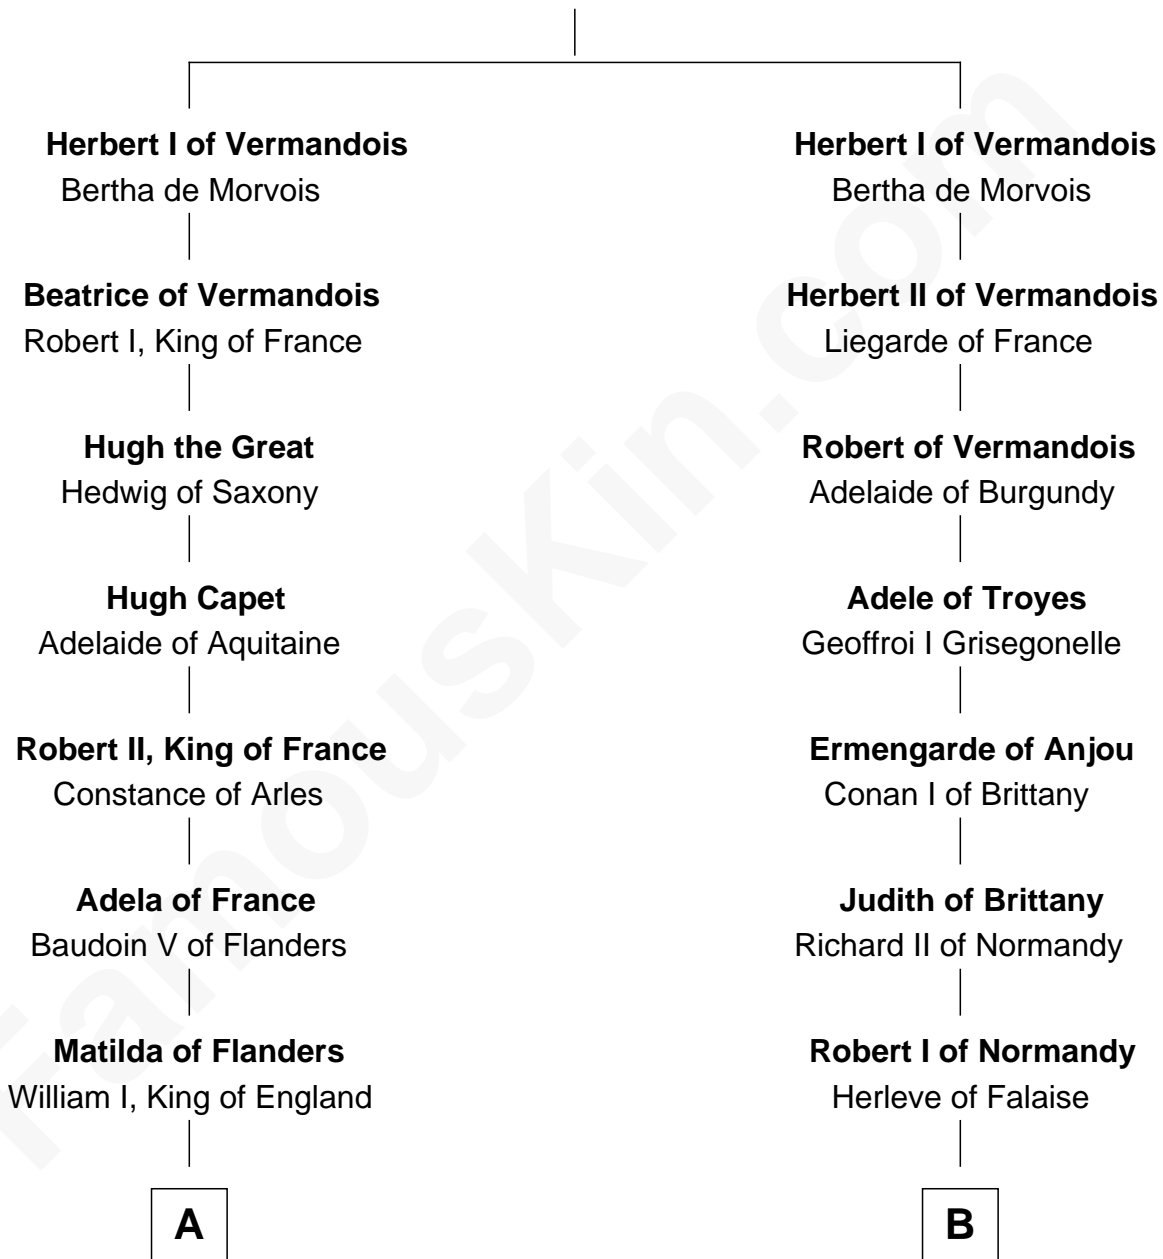 Herbert I of Vermandois
Bertha de Morvois
Beatrice of Vermandois
Robert I, King of France
Hugh the Great
Hedwig of Saxony
Hugh Capet
Adelaide of Aquitaine
Robert II, King of France
Constance of Arles
Adela of France
Baudoin V of Flanders
Matilda of Flanders
William I, King of England
A
Herbert I of Vermandois
Bertha de Morvois
Herbert II of Vermandois
Liegarde of France
Robert of Vermandois
Adelaide of Burgundy
Adele of Troyes
Geoffroi I Grisegonelle
Ermengarde of Anjou
Conan I of Brittany
Judith of Brittany
Richard II of Normandy
Robert I of Normandy
Herleve of Falaise
B
FamousKin.com